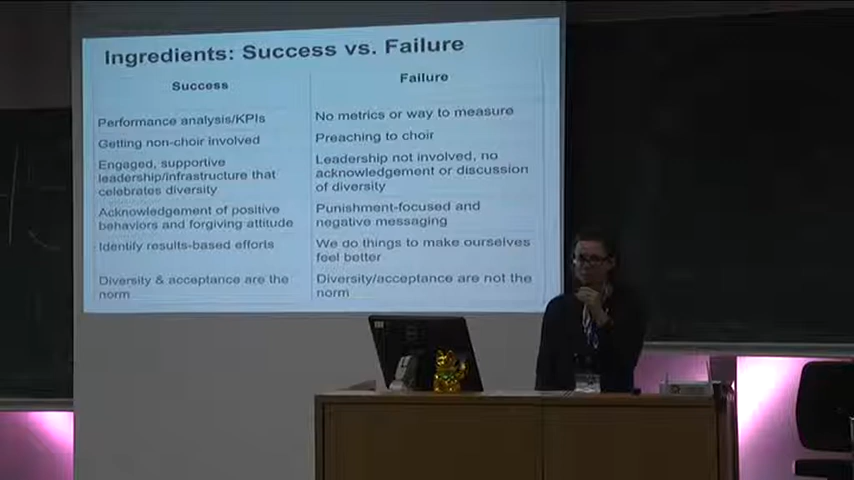 Ingredients: Success vs. Failure
Success
Failure
Performance analysis/KPIs
No metrics or way to measure
Getting non-choir involved
Preaching to choir
Engaged, supportive
leadership/infrastructure that
celebrates diversity
Leadership not involved, no
acknowledgement or discussion
of diversity
Acknowledgement of positive
behaviors and forgiving attitude
Punishment-focused and
negative messaging
Identify results-based efforts
We do things to make ourselves
feel better
Diversity & acceptance are the
norm
Diversity/acceptance are not the
norm